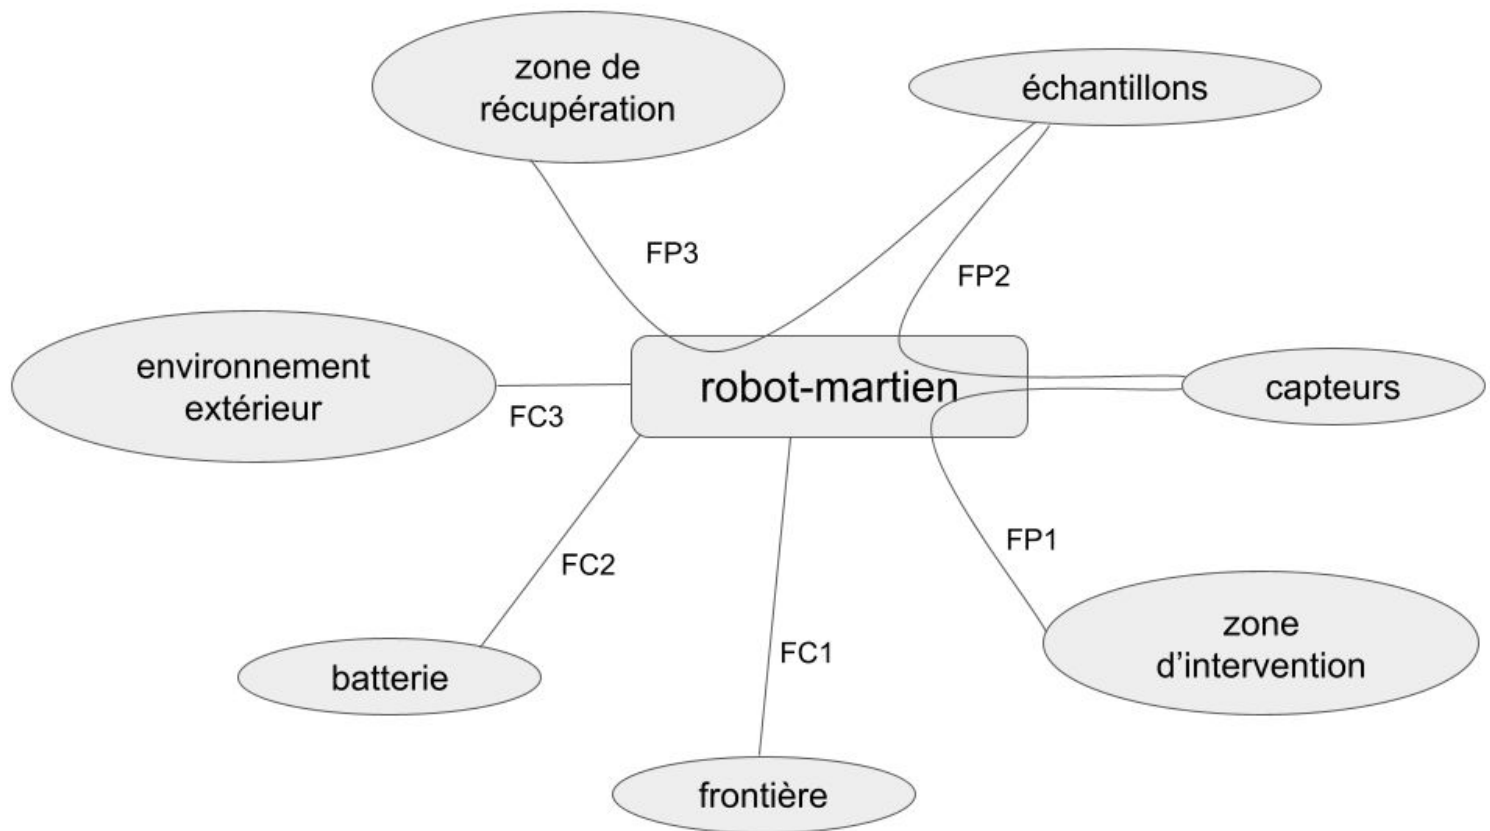 zone de
récupération
échantillons
FP3
FP2
environnement
extérieur
robot-martien
capteurs
FC3
FP1
FC2
zone
d’intervention
FC1
batterie
frontière